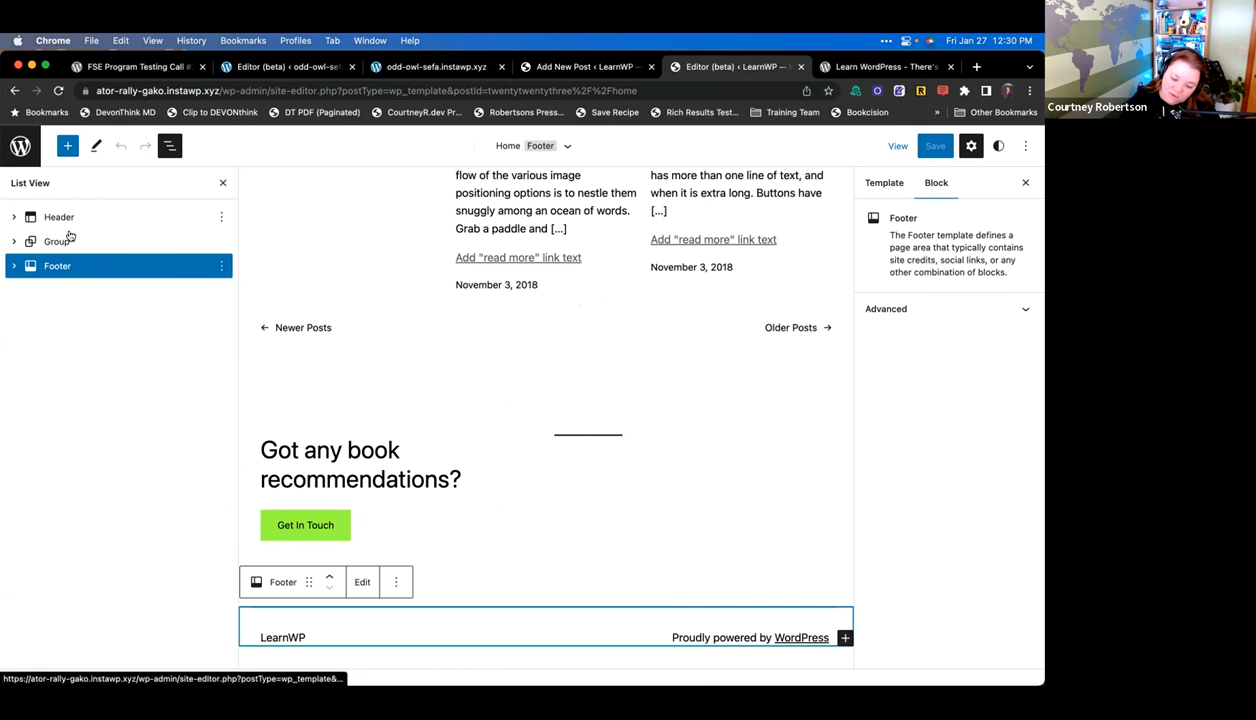 Chrome File Edit View History Bookmarks Profiles Tab Window Help
Fri Jan 27 12:30 PM
FSE Program Testing Call #
Editor (beta) ‹ odd-owl-sef
odd-owl-sefa.instawp.xyz/
Add New Post ‹ LearnWP —
Editor (beta) ‹ LearnWP —
Learn WordPress - There's
ator-rally-gako.instawp.xyz/wp-admin/site-editor.php?postType=wp_template&postId=twentytwentythree%2F%2Fhome
Bookmarks DevonThink MD Clip to DEVONthink DT PDF (Paginated) CourtneyR.dev Pr... Robertsons Press... Save Recipe Rich Results Test... Training Team Bookcision » Other Bookmarks
Courtney Robertson
Home Footer
View Save
List View
Header
Group
Footer
flow of the various image
positioning options is to nestle them
snuggly among an ocean of words.
Grab a paddle and [...]
Add "read more" link text
November 3, 2018
has more than one line of text, and
when it is extra long. Buttons have
[...]
Add "read more" link text
November 3, 2018
← Newer Posts
Older Posts →
Got any book
recommendations?
Get In Touch
Footer Edit
LearnWP
Proudly powered by WordPress
Template Block
Footer
The Footer template defines a
page area that typically contains
site credits, social links, or any
other combination of blocks.
Advanced
https://ator-rally-gako.instawp.xyz/wp-admin/site-editor.php?postType=wp_template&...